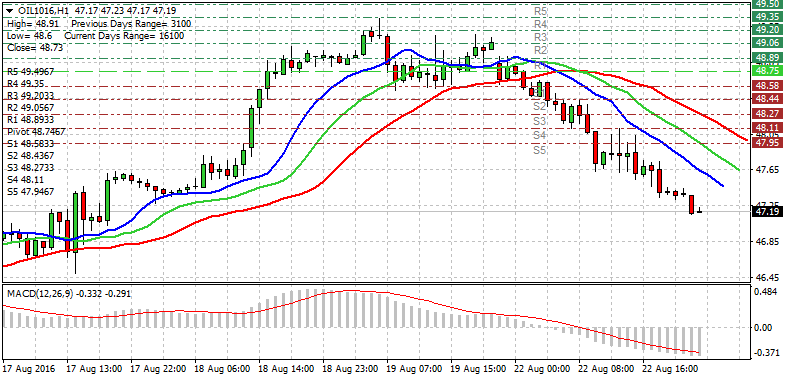 OIL1016,H1 47.17 47.23 47.17 47.19
High= 48.91 Previous Days Range= 3100
Low= 48.6 Current Days Range= 16100
Close= 48.73
R5 49.4967
R4 49.35
R3 49.2033
R2 49.0567
R1 48.8933
Pivot 48.7467
S1 48.5833
S2 48.4367
S3 48.2733
S4 48.11
S5 47.9467
R5
R4
R3
R2
S2
S3
S4
S5
49.50
49.35
49.20
49.06
48.89
48.75
48.58
48.44
48.27
48.11
47.95
47.65
47.19
46.85
46.45
MACD(12,26,9) -0.332 -0.291
0.484
0.00
-0.371
17 Aug 2016
17 Aug 13:00
17 Aug 22:00
18 Aug 06:00
18 Aug 14:00
18 Aug 23:00
19 Aug 07:00
19 Aug 15:00
22 Aug 00:00
22 Aug 08:00
22 Aug 16:00